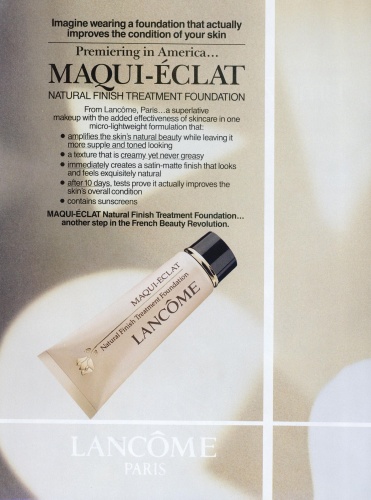 Imagine wearing a foundation that actually
improves the condition of your skin
Premiering in America...
MAQUI-ÉCLAT
NATURAL FINISH TREATMENT FOUNDATION
From Lancôme, Paris...a superlative
makeup with the added effectiveness of skincare in one
micro-lightweight formulation that:
● amplifies the skin's natural beauty while leaving it
more supple and toned looking
● a texture that is creamy yet never greasy
● immediately creates a satin-matte finish that looks
and feels exquisitely natural
● after 10 days, tests prove it actually improves the
skin's overall condition
● contains sunscreens
MAQUI-ÉCLAT Natural Finish Treatment Foundation...
another step in the French Beauty Revolution.
MAQUI-ECLAT
Natural Finish Treatment Foundation
LANCÔME
LANCÔME
PARIS